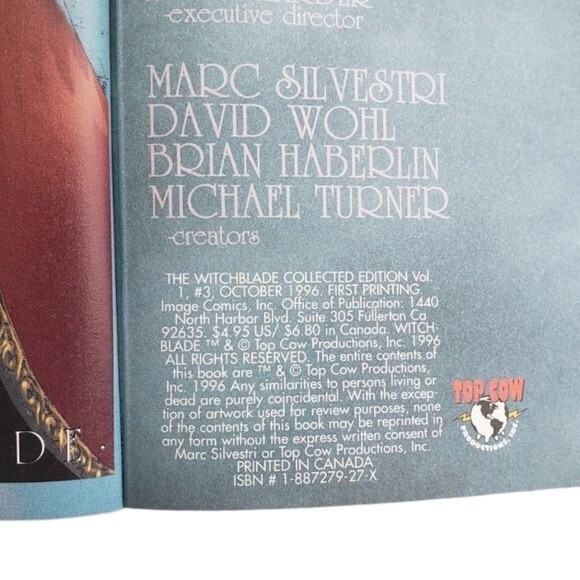 -executive director
MARC SILVESTRI
DAVID WOHL
BRIAN HABERLIN
MICHAEL TURNER
-creators
THE WITCHBLADE COLLECTED EDITION Vol.
1, #3, OCTOBER 1996. FIRST PRINTING
Image Comics, Inc. Office of Publication: 1440
North Harbor Blvd. Suite 305 Fullerton Ca
92635. $4.95 US/ $6.80 in Canada. WITCH-
BLADE ™ & © Top Cow Productions, Inc. 1996
ALL RIGHTS RESERVED. The entire contents of
this book are ™ & © Top Cow Productions,
Inc. 1996 Any similarities to persons living or
dead are purely coincidental. With the excep-
tion of artwork used for review purposes, none
of the contents of this book may be reprinted in
any form without the express written consent of
Marc Silvestri or Top Cow Productions, Inc.
PRINTED IN CANADA
ISBN # 1-887279-27-X
TOP COW
PRODUCTIONS, INC.
D E